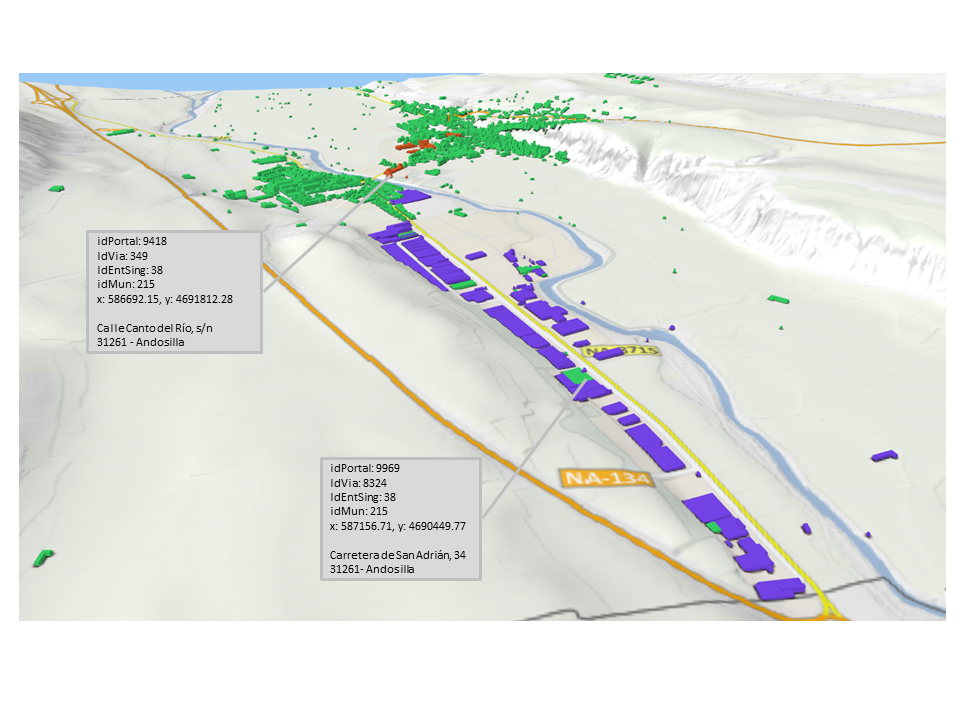 idPortal: 9418
IdVia: 349
IdEntSing: 38
idMun: 215
x: 586692.15, y: 4691812.28
Calle Canto del Río, s/n
31261 - Andosilla
NA-8715
idPortal: 9969
IdVia: 8324
IdEntSing: 38
idMun: 215
x: 587156.71, y: 4690449.77
Carretera de San Adrián, 34
31261- Andosilla
NA-134